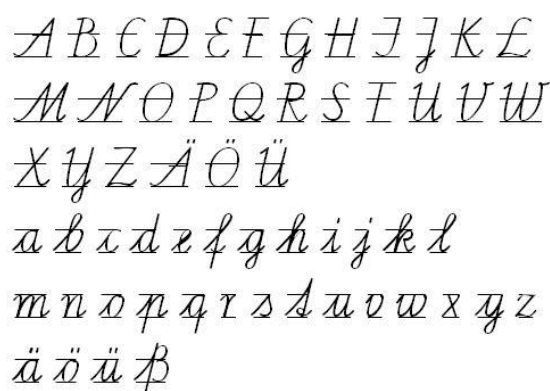 A B C D E F G H I J K L
M N O P Q R S T U V W
X Y Z Ä Ö Ü
a b c d e f g h i j k l
m n o p q r s t u v w x y z
ä ö ü ß